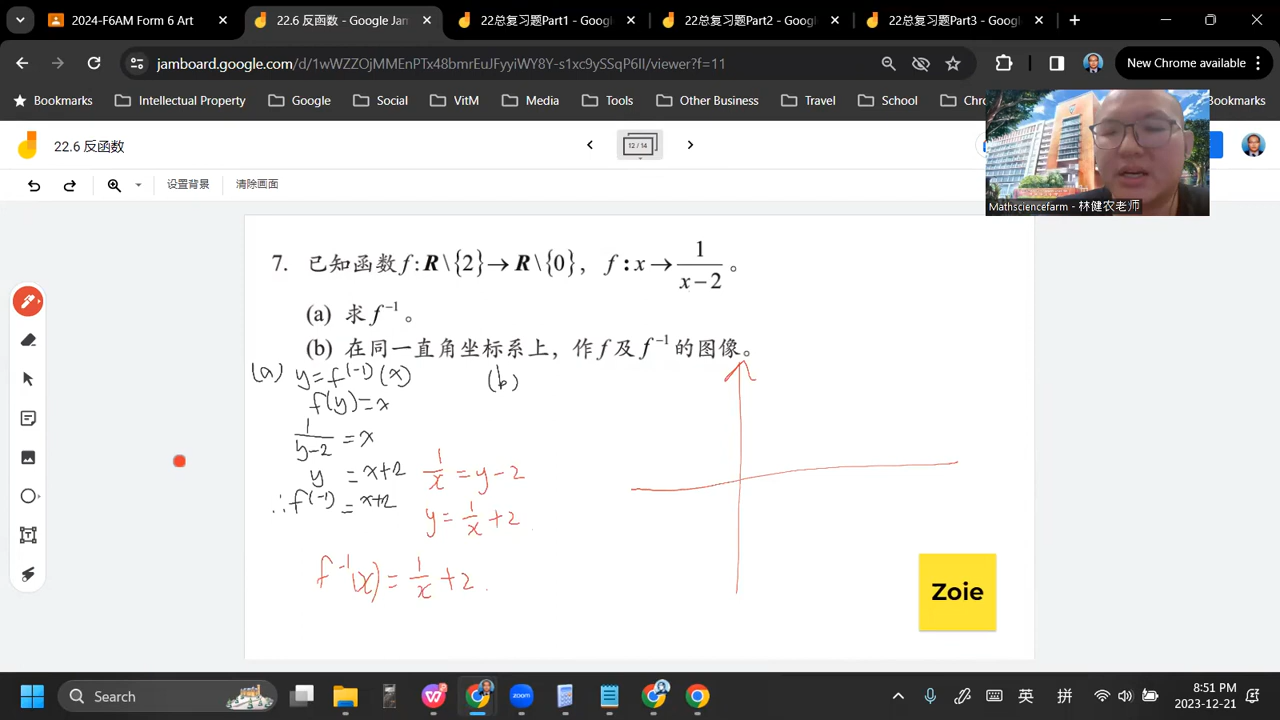 2024-F6AM Form 6 Art
22.6 反函数 - Google Jan
22总复习题Part1 - Goog
22总复习题Part2 - Googl
22总复习题Part3 - Googl
jamboard.google.com/d/1wWZZOjMMEnPTx48bmrEuJFyyiWY8Y-s1xc9ySSqP6lI/viewer?f=11
New Chrome available
Bookmarks
Intellectual Property
Google
Social
VitM
Media
Tools
Other Business
Travel
School
Chr
Bookmarks
22.6 反函数
12 / 14
设置背景
清除画面
Mathsciencefarm - 林健农老师
7. 已知函数 f : R \ {2} → R \ {0}, f : x → 1/(x−2) 。
(a) 求 f⁻¹ 。
(b) 在同一直角坐标系上，作 f 及 f⁻¹ 的图像。
(a) y = f^(-1) (x)
(b)
f(y) = x
1/(y-2) = x
y = x+2
1/x = y-2
∴ f^(-1) = x+2
y = 1/x + 2
f⁻¹(x) = 1/x + 2
Zoie
Search
英
拼
8:51 PM
2023-12-21